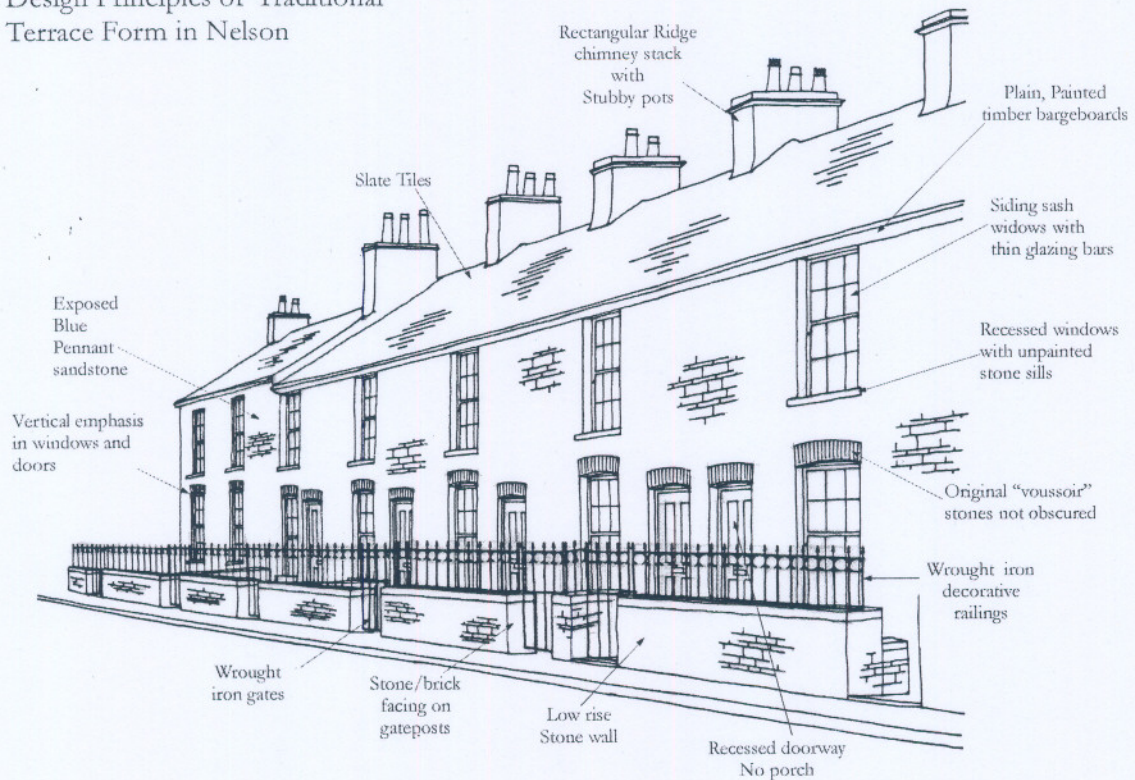 Design Principles of Traditional
Terrace Form in Nelson
Rectangular Ridge
chimney stack
with
Stubby pots
Plain, Painted
timber bargeboards
Slate Tiles
Siding sash
widows with
thin glazing bars
Exposed
Blue
Pennant
sandstone
Recessed windows
with unpainted
stone sills
Vertical emphasis
in windows and
doors
Original "voussoir"
stones not obscured
Wrought iron
decorative
railings
Wrought
iron gates
Stone/brick
facing on
gateposts
Low rise
Stone wall
Recessed doorway
No porch